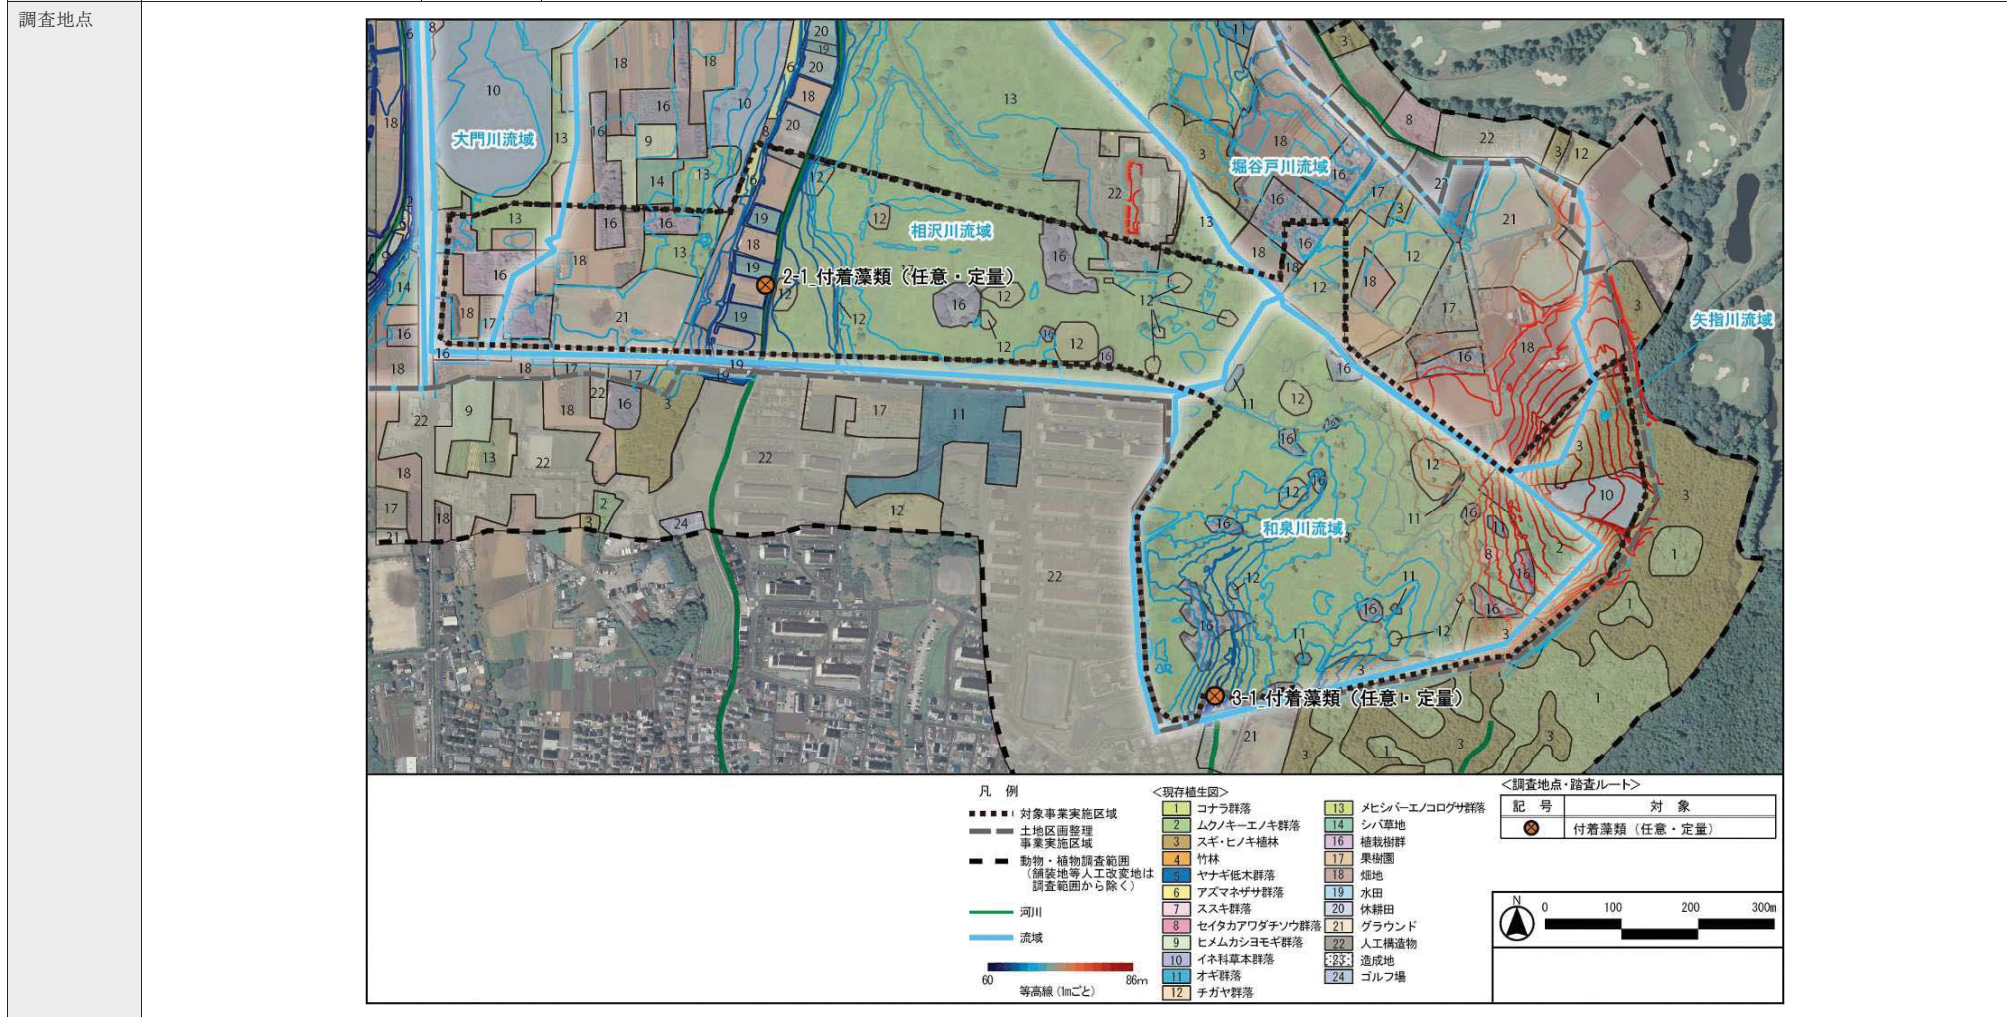 調査地点
大門川流域
相沢川流域
堀谷戸川流域
矢指川流域
和泉川流域
2-1_付着藻類（任意・定量）
3-1_付着藻類（任意・定量）
凡 例
対象事業実施区域
土地区画整理
事業実施区域
動物・植物調査範囲
（舗装地等人工改変地は
調査範囲から除く）
河川
流域
60
86m
等高線（1mごと）
＜現存植生図＞
1 コナラ群落
2 ムクノキーエノキ群落
3 スギ・ヒノキ植林
4 竹林
5 ヤナギ低木群落
6 アズマネザサ群落
7 ススキ群落
8 セイタカアワダチソウ群落
9 ヒメムカシヨモギ群落
10 イネ科草本群落
11 オギ群落
12 チガヤ群落
13 メヒシバーエノコログサ群落
14 シバ草地
16 植栽樹群
17 果樹園
18 畑地
19 水田
20 休耕田
21 グラウンド
22 人工構造物
23 造成地
24 ゴルフ場
＜調査地点・踏査ルート＞
記 号 対 象
付着藻類（任意・定量）
N
0 100 200 300m